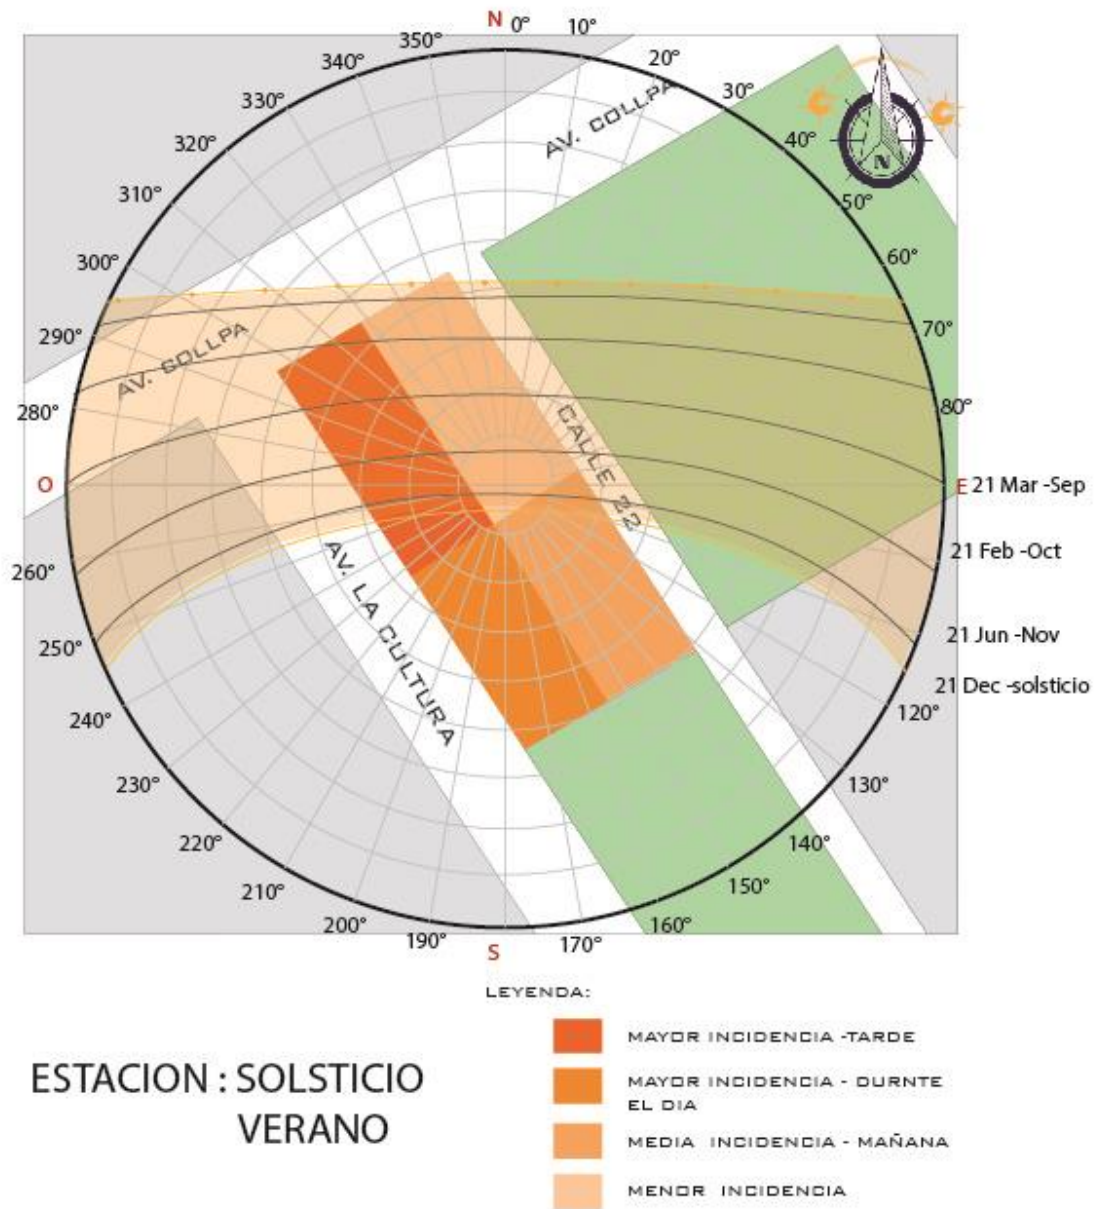 N 0° 10°
350°
340° 20°
330° 30°
320° 40°
310° 50°
300° 60°
290° 70°
280° 80°
AV. COLLPA
N
AV. COLLPA
CALLE 22
O
E 21 Mar -Sep
260° 21 Feb -Oct
250° 21 Jun -Nov
21 Dec -solsticio
240° 120°
AV. LA CULTURA
230° 130°
220° 140°
210° 150°
200° 160°
190° 170°
S
LEYENDA:
MAYOR INCIDENCIA -TARDE
MAYOR INCIDENCIA - DURNTE
EL DIA
MEDIA INCIDENCIA - MAÑANA
MENOR INCIDENCIA
ESTACION : SOLSTICIO
VERANO